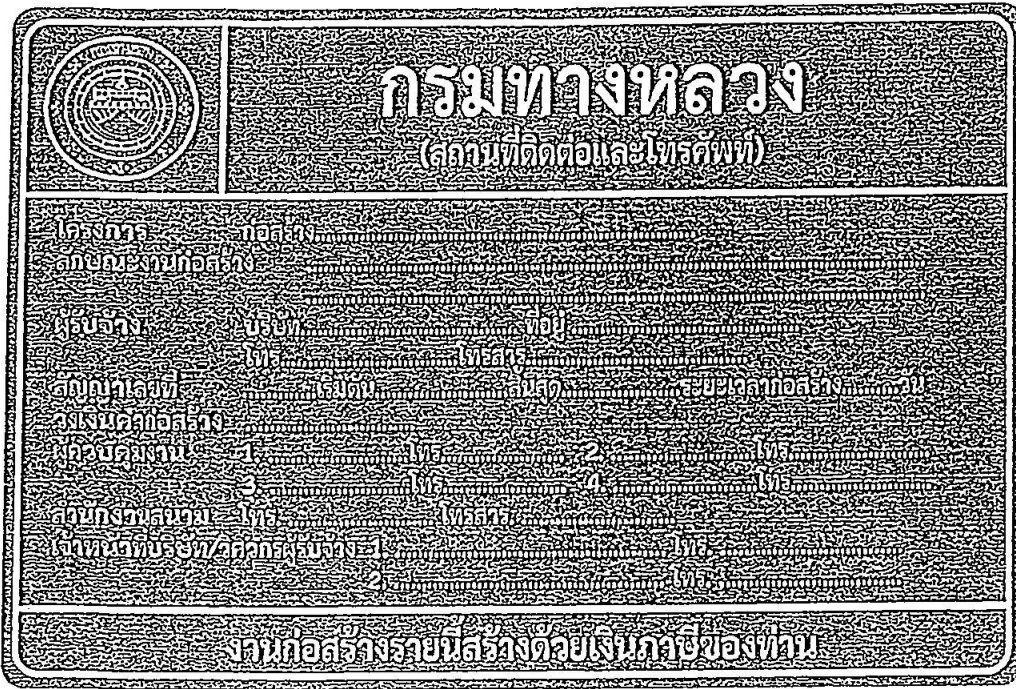 กรมทางหลวง
(สถานที่ติดต่อและโทรศัพท์)
โครงการ ก่อสร้าง
ลักษณะงานก่อสร้าง
ผู้รับจ้าง บริษัท ที่อยู่
โทร. โทรสาร
สัญญาเลขที่ เริ่มต้น สิ้นสุด ระยะเวลาก่อสร้าง วัน
วงเงินค่าก่อสร้าง
ผู้ควบคุมงาน 1. โทร. 2. โทร.
3. โทร. 4. โทร.
สำนักงานสนาม โทร. โทรสาร
เจ้าหน้าที่บริษัท/วิศวกรผู้รับจ้าง 1. โทร.
2. โทร.
งานก่อสร้างรายนี้สร้างด้วยเงินภาษีของท่าน